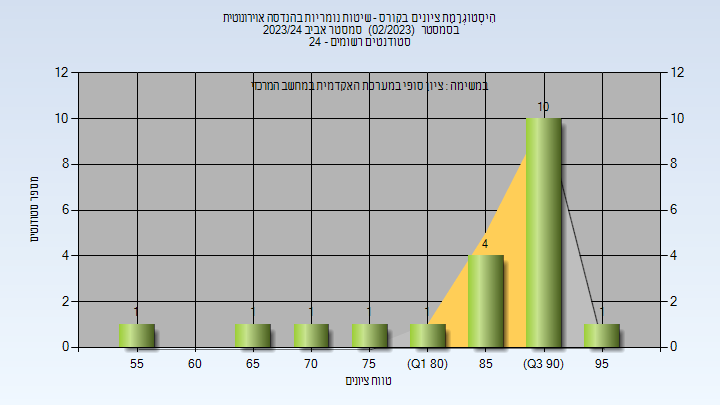 הִיסְטוֹגְרָמַת ציונים בקורס - שיטות נומריות בהנדסה אוירונוטית
בסמסטר (02/2023) סמסטר אביב 2023/24
סטודנטים רשומים - 24
במשימה : ציון סופי במערכת האקדמית במחשב המרכזי
12 12
10 10
8 8
6 6
4 4
2 2
0 0
1 1 1 1 1 4 10 1
מספר סטודנטים
55 60 65 70 75 (Q1 80) 85 (Q3 90) 95
טווח ציונים